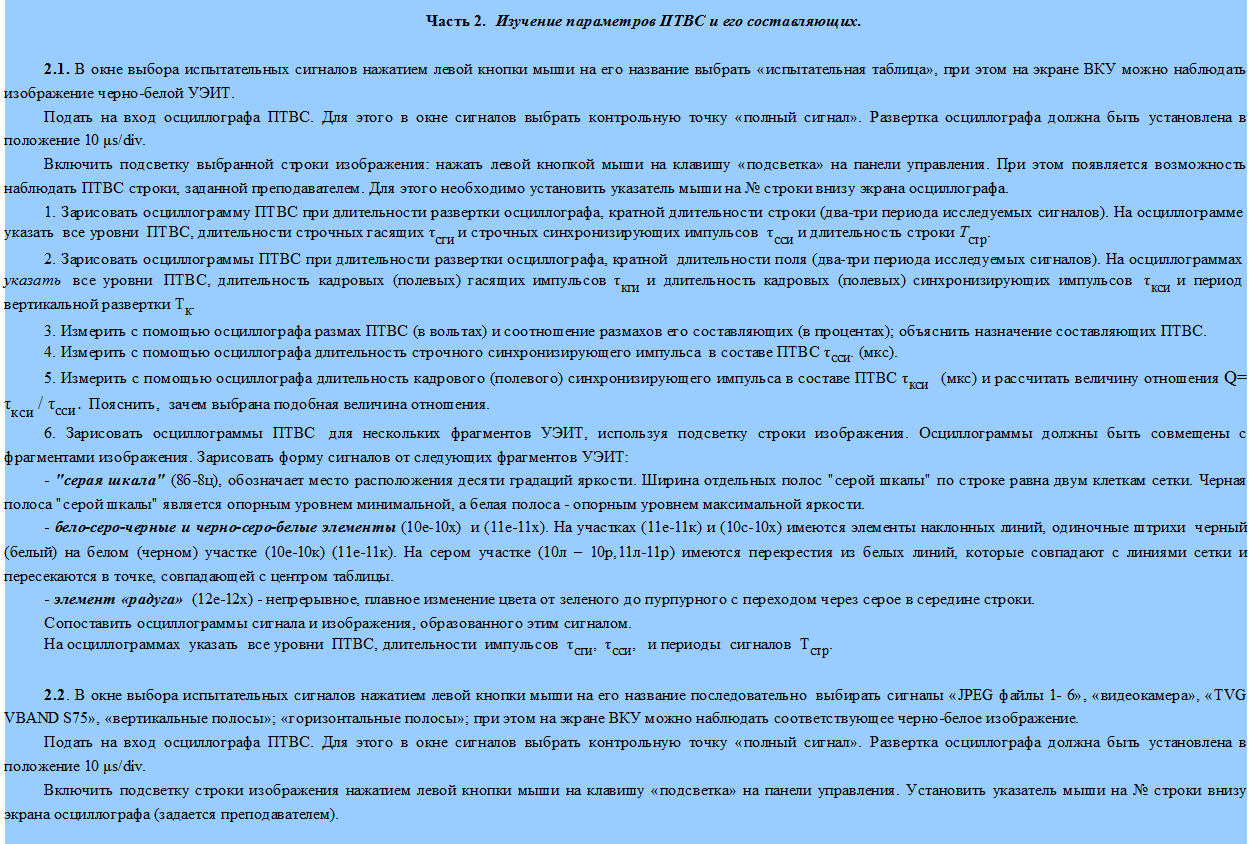 Часть 2. Изучение параметров ПТВС и его составляющих.
2.1. В окне выбора испытательных сигналов нажатием левой кнопки мыши на его название выбрать «испытательная таблица», при этом на экране ВКУ можно наблюдать
изображение черно-белой УЭИТ.
Подать на вход осциллографа ПТВС. Для этого в окне сигналов выбрать контрольную точку «полный сигнал». Развертка осциллографа должна быть установлена в
положение 10 µs/div.
Включить подсветку выбранной строки изображения: нажать левой кнопкой мыши на клавишу «подсветка» на панели управления. При этом появляется возможность
наблюдать ПТВС строки, заданной преподавателем. Для этого необходимо установить указатель мыши на № строки внизу экрана осциллографа.
1. Зарисовать осциллограмму ПТВС при длительности развертки осциллографа, кратной длительности строки (два-три периода исследуемых сигналов). На осциллограмме
указать все уровни ПТВС, длительности строчных гасящих τсги и строчных синхронизирующих импульсов τсси и длительность строки Тстр.
2. Зарисовать осциллограммы ПТВС при длительности развертки осциллографа, кратной длительности поля (два-три периода исследуемых сигналов). На осциллограммах
указать все уровни ПТВС, длительность кадровых (полевых) гасящих импульсов τкги и длительность кадровых (полевых) синхронизирующих импульсов τкси и период
вертикальной развертки Тк.
3. Измерить с помощью осциллографа размах ПТВС (в вольтах) и соотношение размахов его составляющих (в процентах); объяснить назначение составляющих ПТВС.
4. Измерить с помощью осциллографа длительность строчного синхронизирующего импульса в составе ПТВС τсси. (мкс).
5. Измерить с помощью осциллографа длительность кадрового (полевого) синхронизирующего импульса в составе ПТВС τкси (мкс) и рассчитать величину отношения Q=
τкси / τсси. Пояснить, зачем выбрана подобная величина отношения.
6. Зарисовать осциллограммы ПТВС для нескольких фрагментов УЭИТ, используя подсветку строки изображения. Осциллограммы должны быть совмещены с
фрагментами изображения. Зарисовать форму сигналов от следующих фрагментов УЭИТ:
- "серая шкала" (8б-8ц), обозначает место расположения десяти градаций яркости. Ширина отдельных полос "серой шкалы" по строке равна двум клеткам сетки. Черная
полоса "серой шкалы" является опорным уровнем минимальной, а белая полоса - опорным уровнем максимальной яркости.
- бело-серо-черные и черно-серо-белые элементы (10е-10х) и (11е-11х). На участках (11е-11к) и (10с-10х) имеются элементы наклонных линий, одиночные штрихи черный
(белый) на белом (черном) участке (10е-10к) (11е-11к). На сером участке (10л – 10р,11л-11р) имеются перекрестия из белых линий, которые совпадают с линиями сетки и
пересекаются в точке, совпадающей с центром таблицы.
- элемент «радуга» (12е-12х) - непрерывное, плавное изменение цвета от зеленого до пурпурного с переходом через серое в середине строки.
Сопоставить осциллограммы сигнала и изображения, образованного этим сигналом.
На осциллограммах указать все уровни ПТВС, длительности импульсов τсги, τсси, и периоды сигналов Тстр.
2.2. В окне выбора испытательных сигналов нажатием левой кнопки мыши на его название последовательно выбирать сигналы «JPEG файлы 1- 6», «видеокамера», «TVG
VBAND S75», «вертикальные полосы»; «горизонтальные полосы»; при этом на экране ВКУ можно наблюдать соответствующее черно-белое изображение.
Подать на вход осциллографа ПТВС. Для этого в окне сигналов выбрать контрольную точку «полный сигнал». Развертка осциллографа должна быть установлена в
положение 10 µs/div.
Включить подсветку строки изображения нажатием левой кнопки мыши на клавишу «подсветка» на панели управления. Установить указатель мыши на № строки внизу
экрана осциллографа (задается преподавателем).